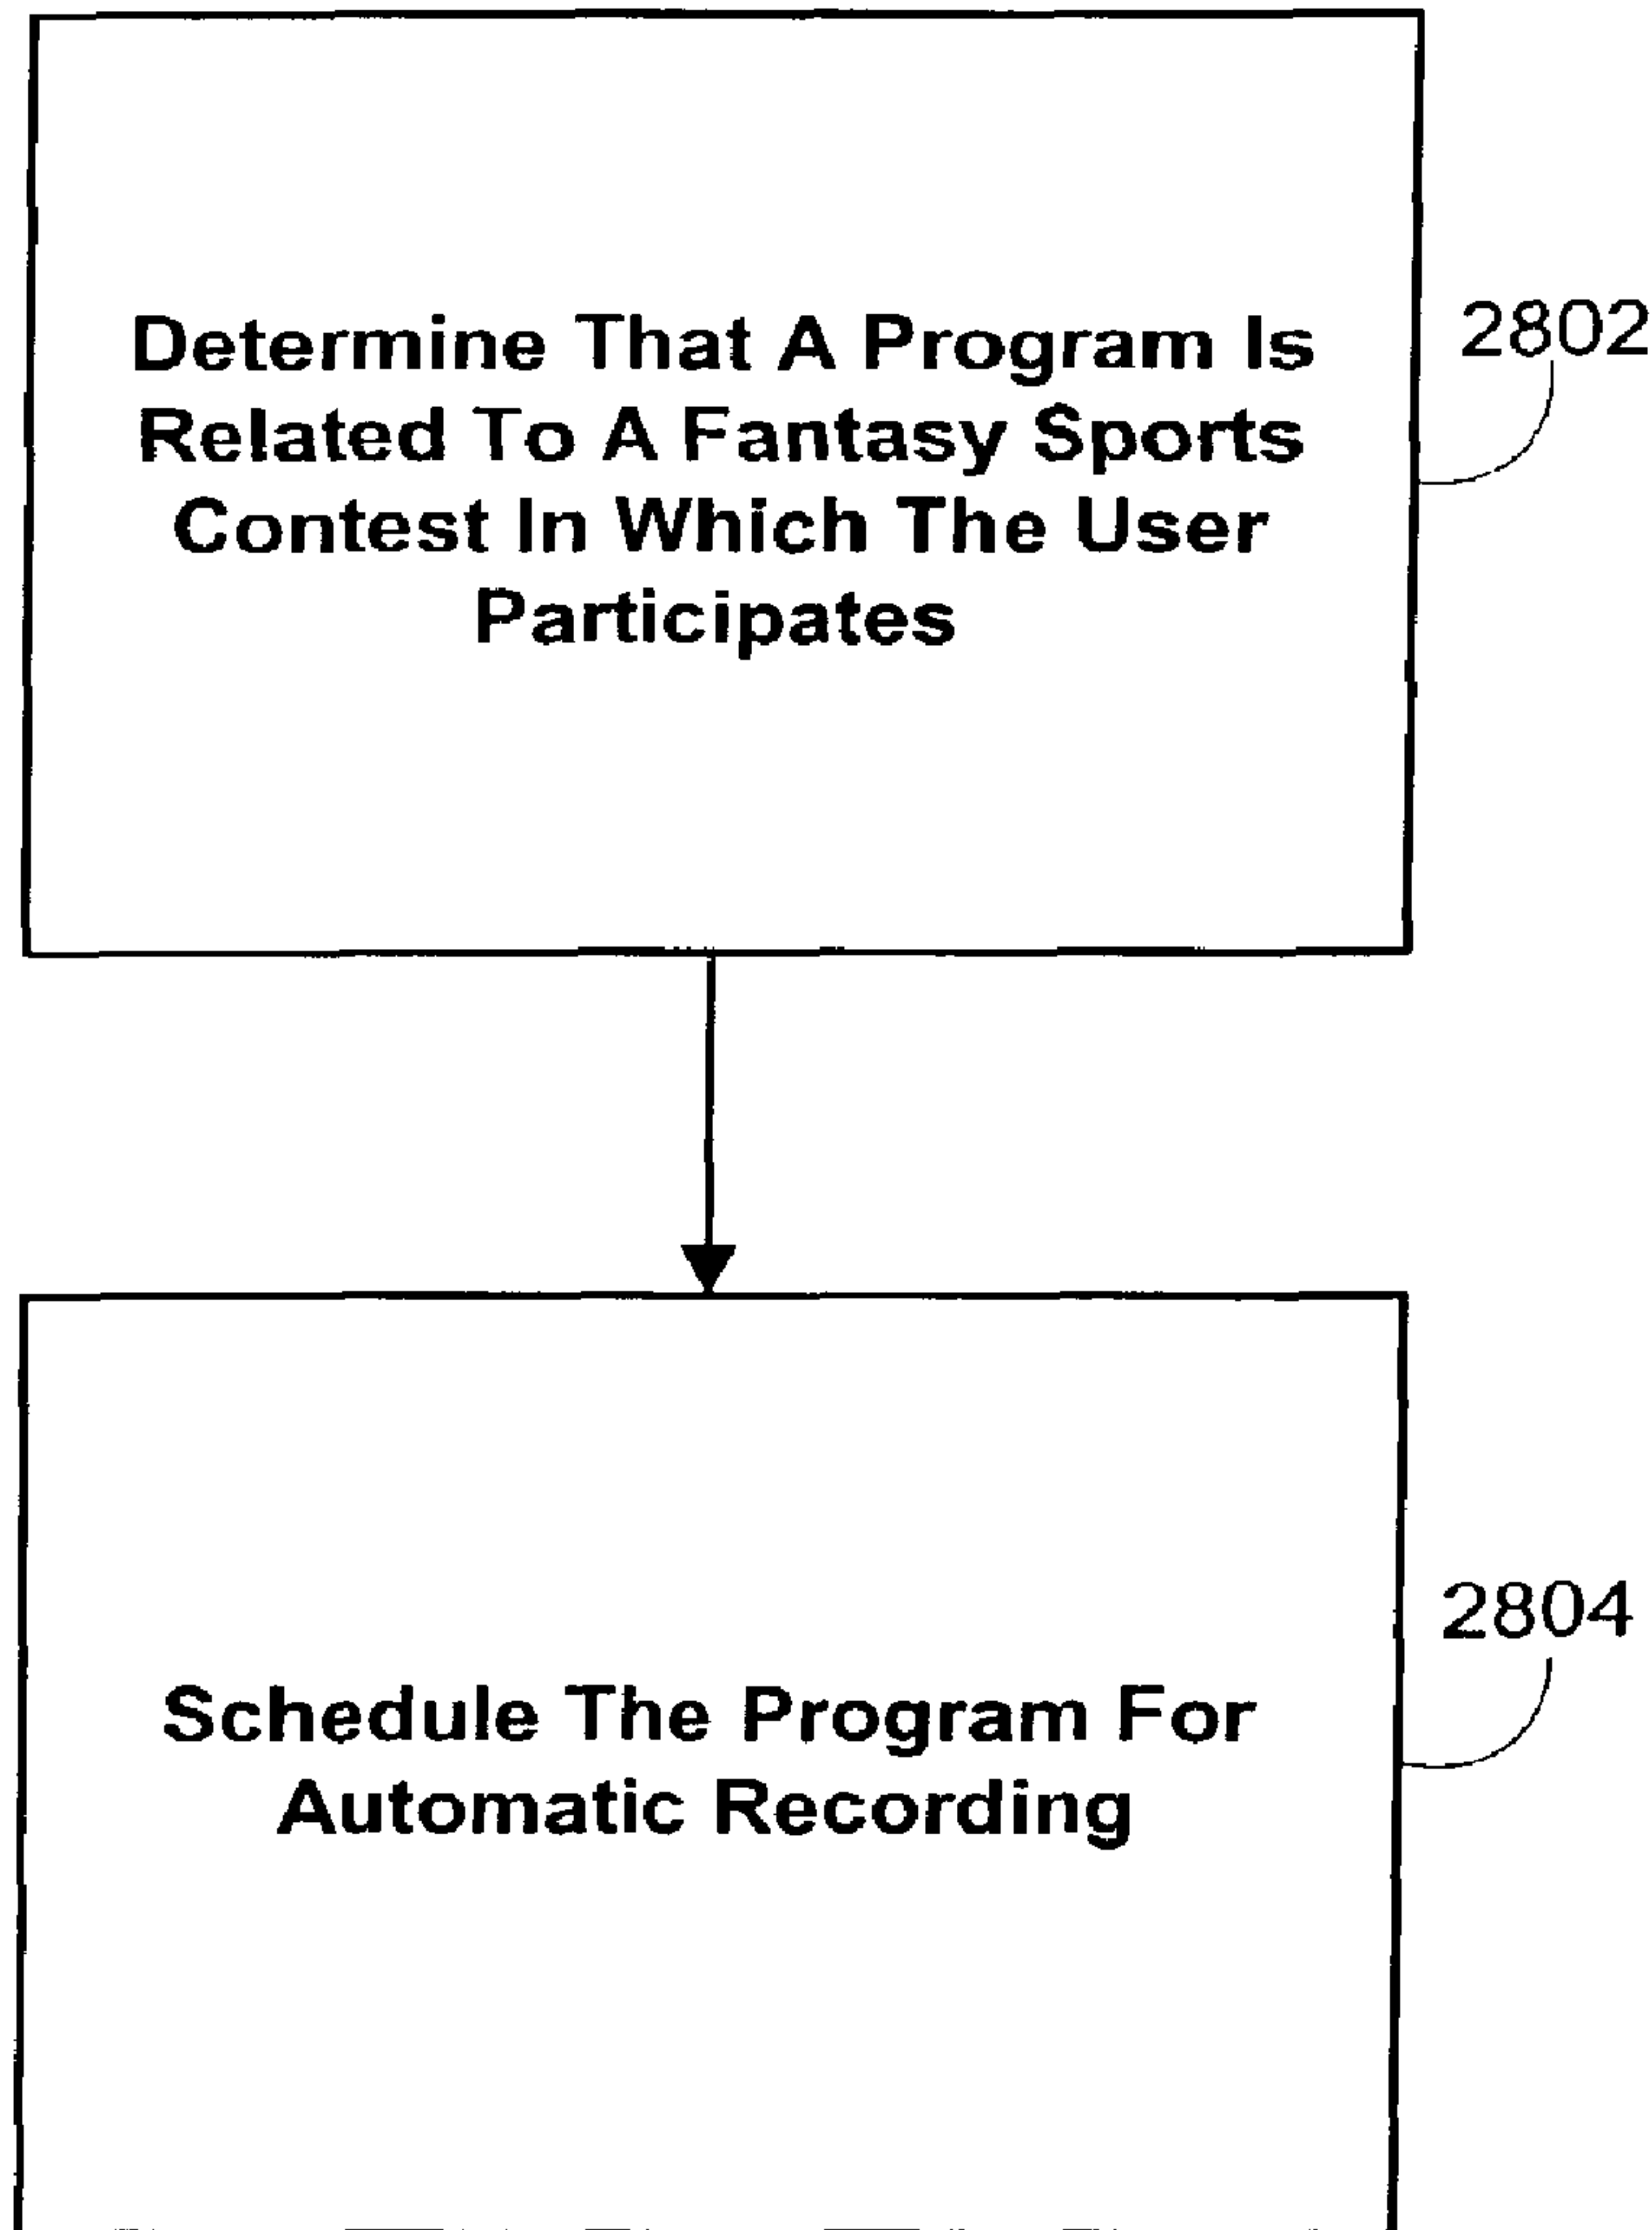 Determine That A Program Is
Related To A Fantasy Sports
Contest In Which The User
Participates
2802
Schedule The Program For
Automatic Recording
2804